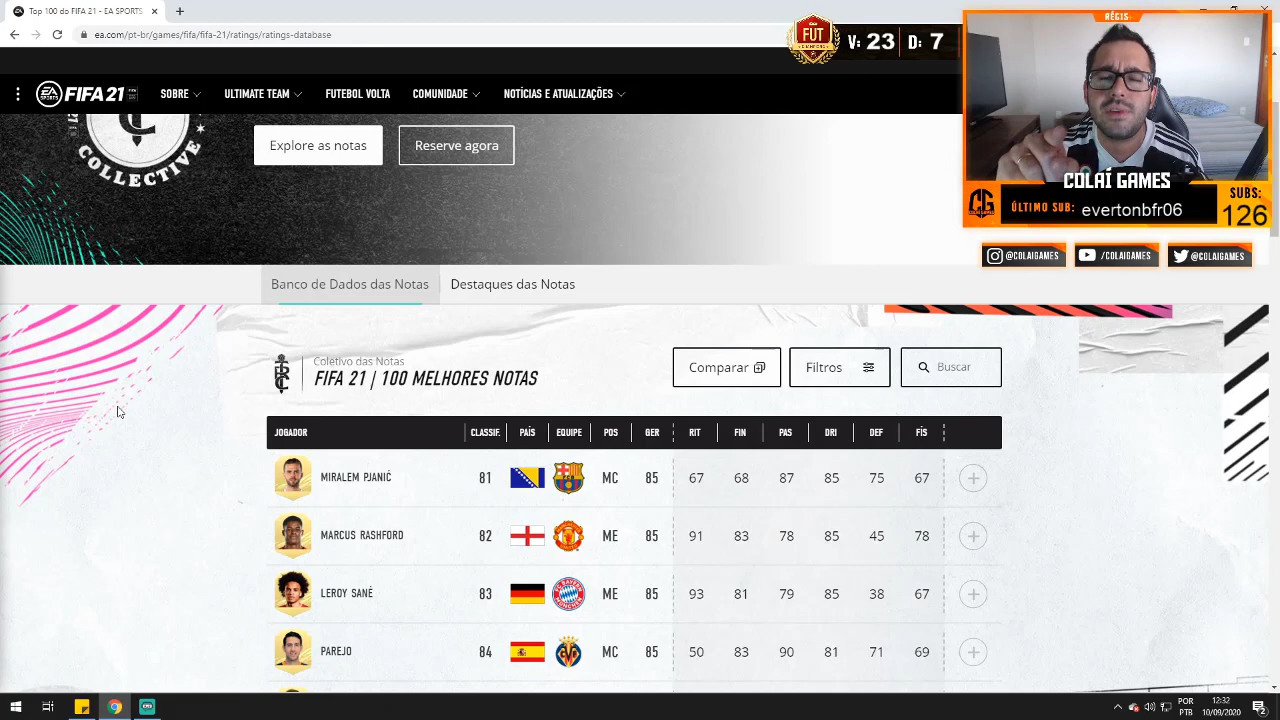 Top 100 do FIFA 21 - EA SPORTS
ea.com/pt-br/games/fifa/fifa-21/ratings/ratings-database
FUT
V: 23 D: 7
RÉGIS
EA SPORTS FIFA 21 SOBRE ULTIMATE TEAM FUTEBOL VOLTA COMUNIDADE NOTÍCIAS E ATUALIZAÇÕES
COLLECTIVE
Explore as notas Reserve agora
COLAÍ GAMES
CG ÚLTIMO SUB: evertonbfr06 SUBS: 126
@COLAIGAMES /COLAIGAMES @COLAIGAMES
Banco de Dados das Notas Destaques das Notas
Coletivo das Notas
FIFA 21 | 100 MELHORES NOTAS
Comparar Filtros Buscar
JOGADOR CLASSIF. PAÍS EQUIPE POS GER RIT FIN PAS DRI DEF FÍS
MIRALEM PJANIĆ 81 MC 85 67 68 87 85 75 67
MARCUS RASHFORD 82 ME 85 91 83 78 85 45 78
LEROY SANÉ 83 ME 85 93 81 79 85 38 67
PAREJO 84 MC 85 50 83 90 81 71 69
POR
PTB
12:32
10/09/2020
2